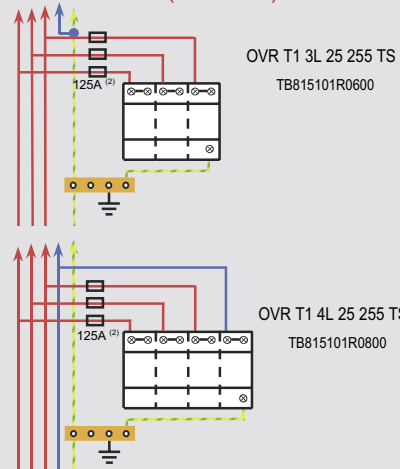 OVR T1 3L 25 255 TS
TB815101R0600
125A (2)
OVR T1 4L 25 255 TS
TB815101R0800
125A (2)